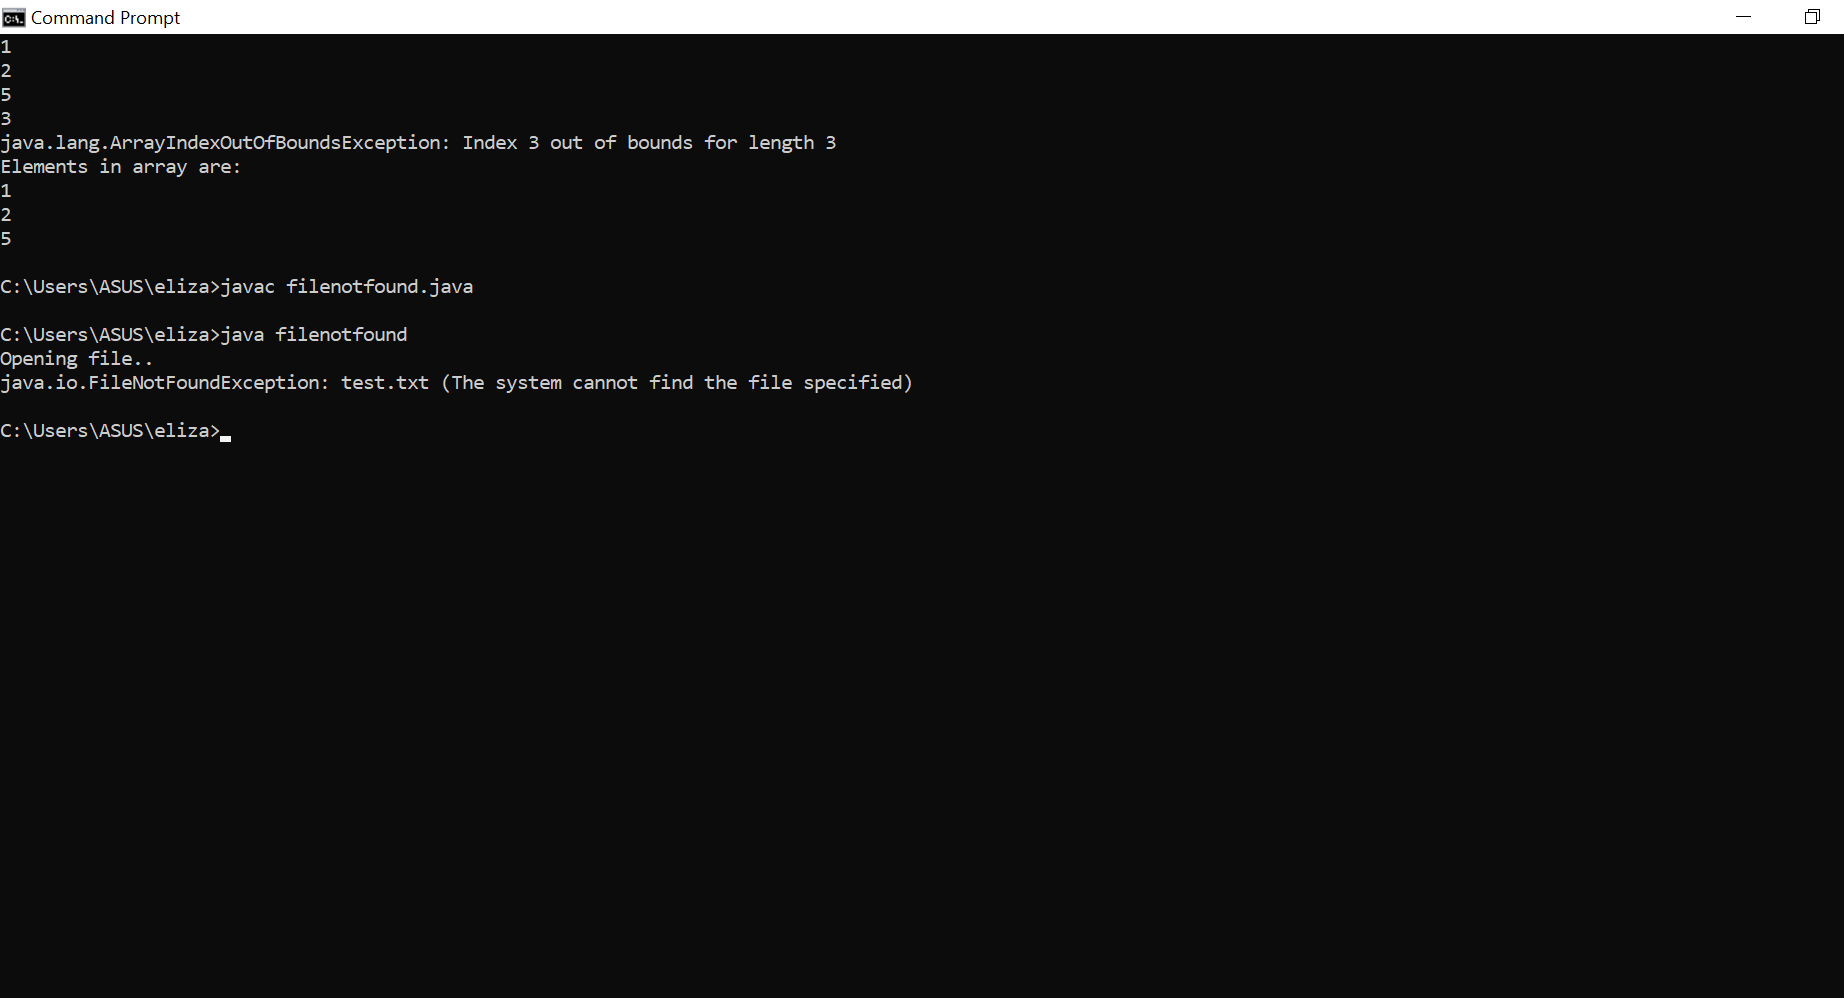 Command Prompt
1
2
5
3
java.lang.ArrayIndexOutOfBoundsException: Index 3 out of bounds for length 3
Elements in array are:
1
2
5
C:\Users\ASUS\eliza>javac filenotfound.java
C:\Users\ASUS\eliza>java filenotfound
Opening file..
java.io.FileNotFoundException: test.txt (The system cannot find the file specified)
C:\Users\ASUS\eliza>